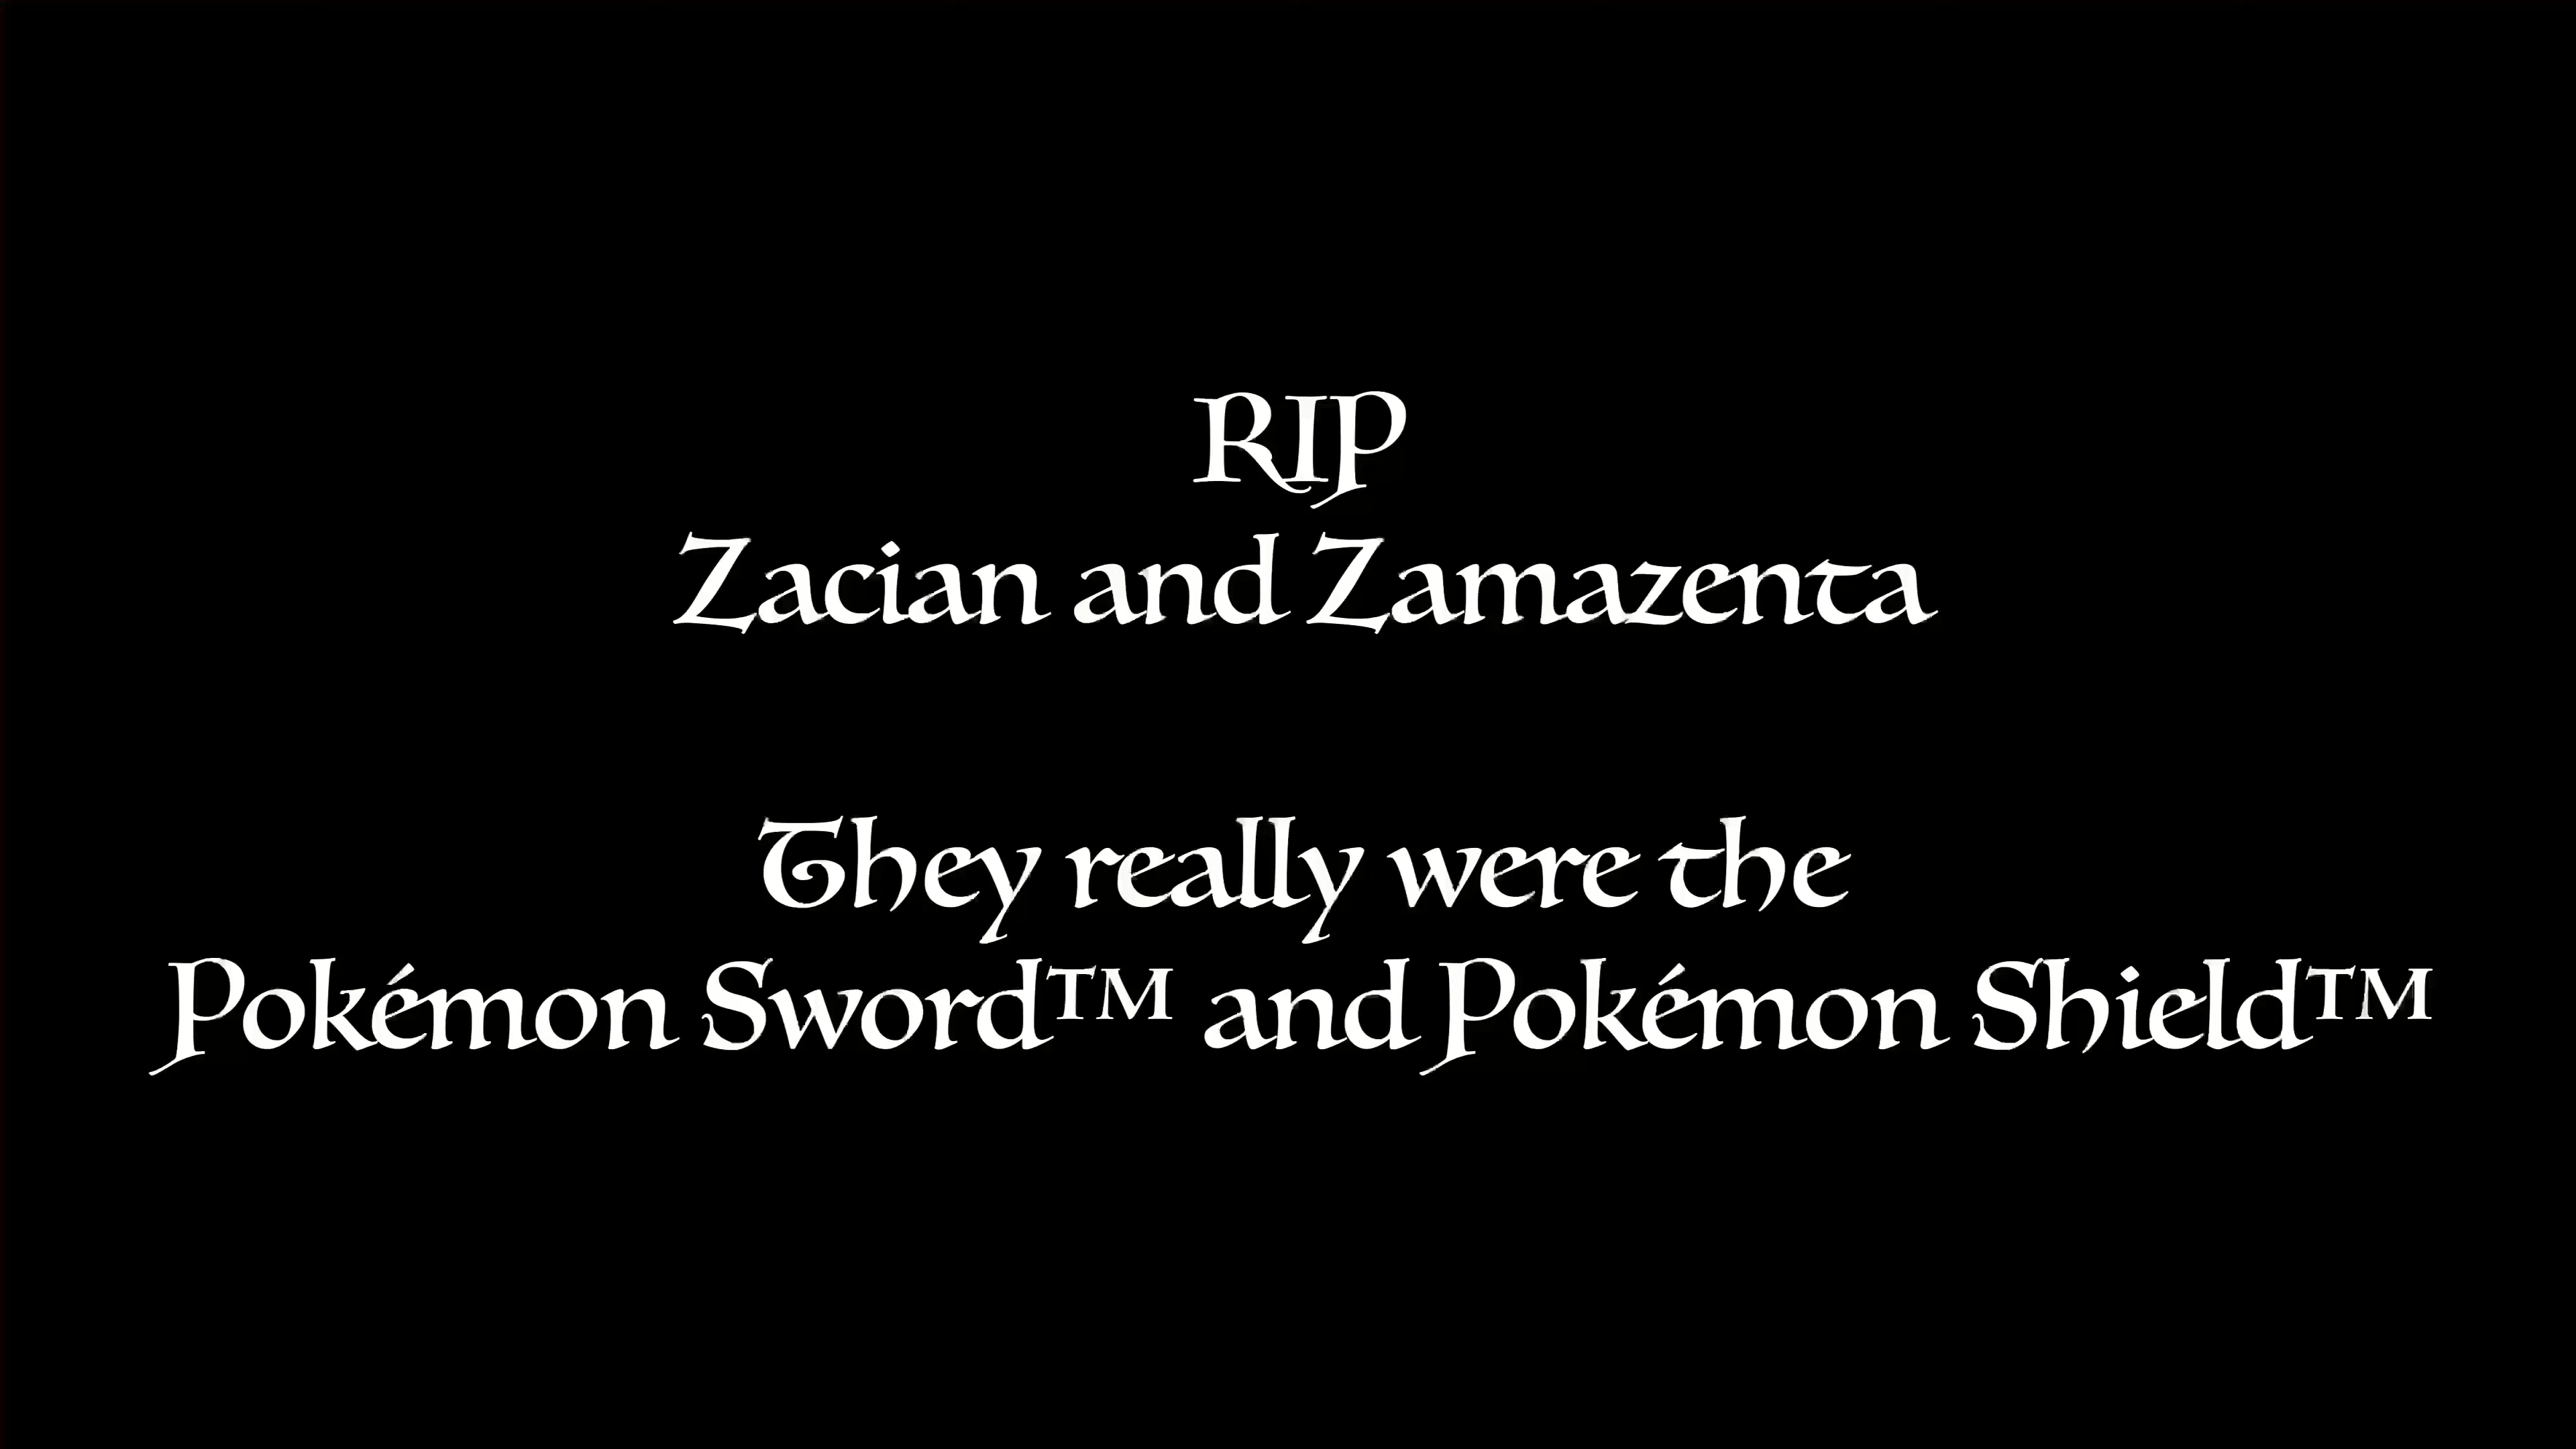 RIP
Zacian and Zamazenta
They really were the
Pokémon Sword™ and Pokémon Shield™